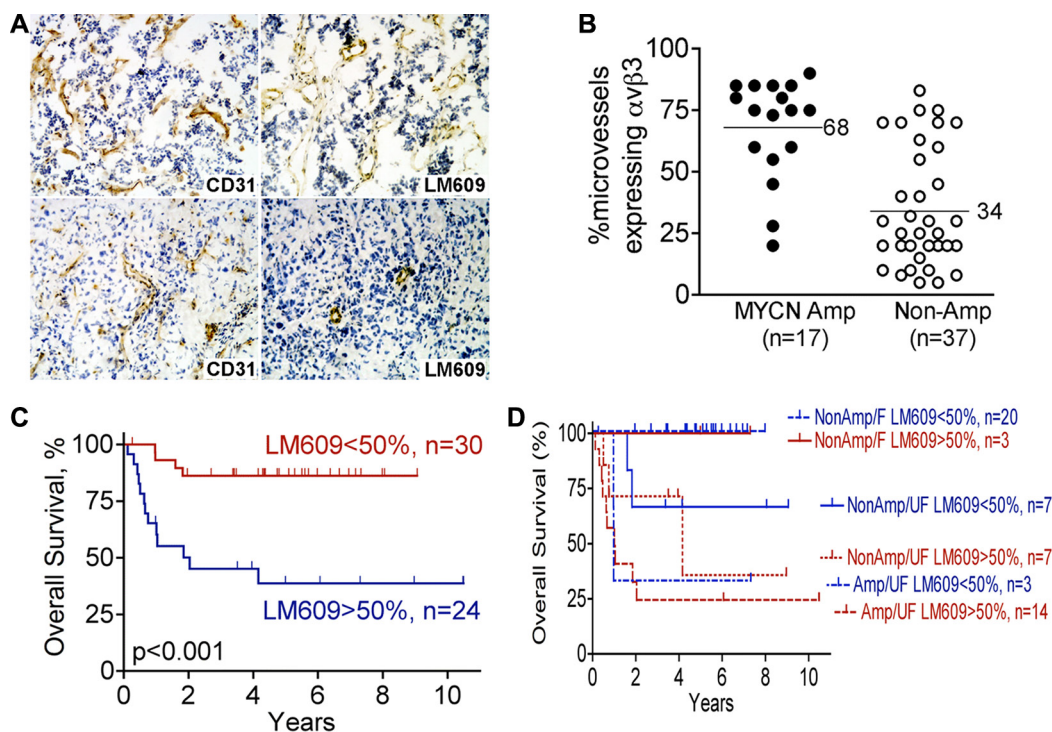 A
CD31
LM609
CD31
LM609
B
%microvessels
expressing αvβ3
100
75
50
25
0
68
34
MYCN Amp
(n=17)
Non-Amp
(n=37)
C
Overall Survival, %
100
75
50
25
0
LM609<50%, n=30
LM609>50%, n=24
p<0.001
0 2 4 6 8 10
Years
D
Overall Survival (%)
100
75
50
25
0
NonAmp/F LM609<50%, n=20
NonAmp/F LM609>50%, n=3
NonAmp/UF LM609<50%, n=7
NonAmp/UF LM609>50%, n=7
Amp/UF LM609<50%, n=3
Amp/UF LM609>50%, n=14
0 2 4 6 8 10
Years